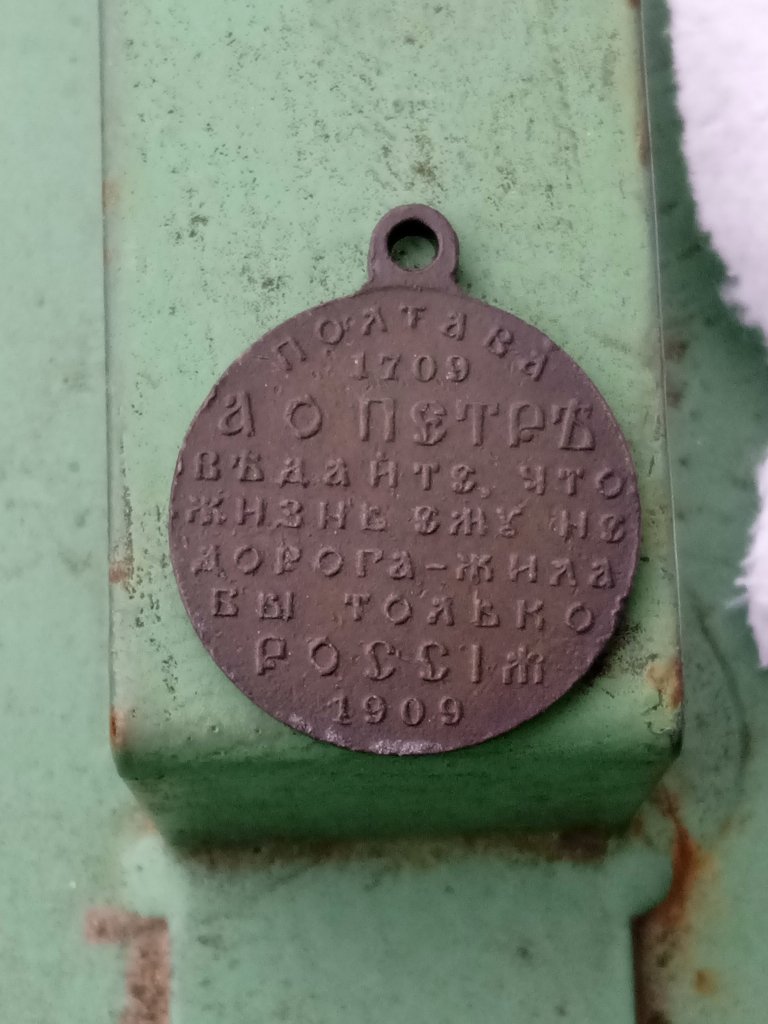 ПОЛТАВА
1709
А О ПЕТРѢ
ВѢДАЙТЕ, ЧТО
ЖИЗНЬ ЕМУ НЕ
ДОРОГА-ЖИЛА
БЫ ТОЛЬКО
РОССІЯ
1909